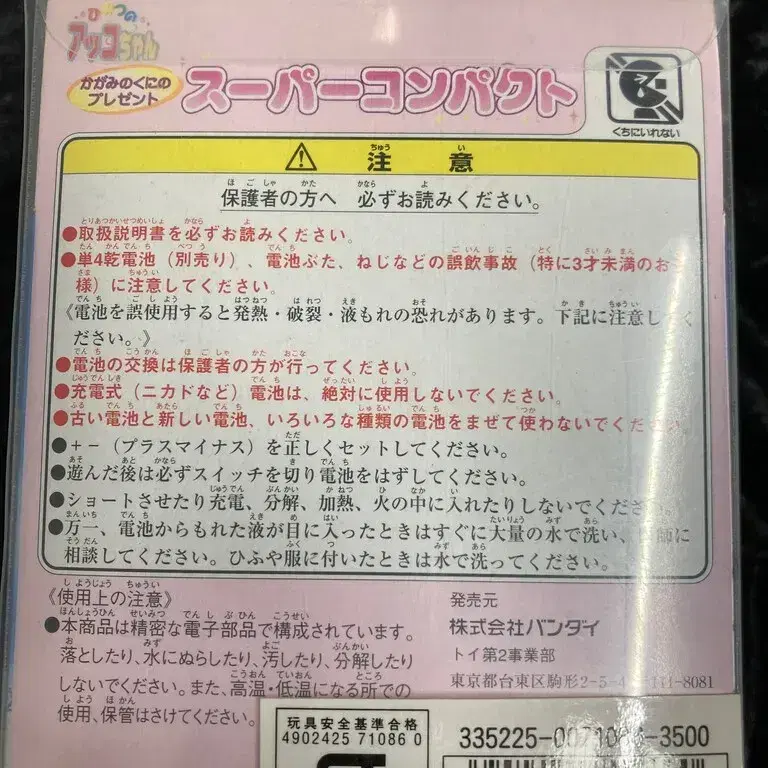 ひみつの
アッコちゃん
かがみのくにの
プレゼント
スーパーコンパクト
くちにいれない
注意
保護者の方へ 必ずお読みください。
●取扱説明書を必ずお読みください。
●単4乾電池（別売り）、電池ぶた、ねじなどの誤飲事故（特に3才未満のお
様）に注意してください。
《電池を誤使用すると発熱・破裂・液もれの恐れがあります。下記に注意して
ださい。》
●電池の交換は保護者の方が行ってください。
●充電式（ニカドなど）電池は、絶対に使用しないでください。
●古い電池と新しい電池、いろいろな種類の電池をまぜて使わないでください。
●＋－（プラスマイナス）を正しくセットしてください。
●遊んだ後は必ずスイッチを切り電池をはずしてください。
●ショートさせたり充電、分解、加熱、火の中に入れたりしないでください。
●万一、電池からもれた液が目に入ったときはすぐに大量の水で洗い、師に
相談してください。ひふや服に付いたときは水で洗ってください。
《使用上の注意》
●本商品は精密な電子部品で構成されています。
落としたり、水にぬらしたり、汚したり、分解したり
しないでください。また、高温・低温になる所での
使用、保管はさけてください。
発売元
株式会社バンダイ
トイ第2事業部
東京都台東区駒形2-5-4 111-8081
玩具安全基準合格
4902425 71086 0
335225-0071086-3500